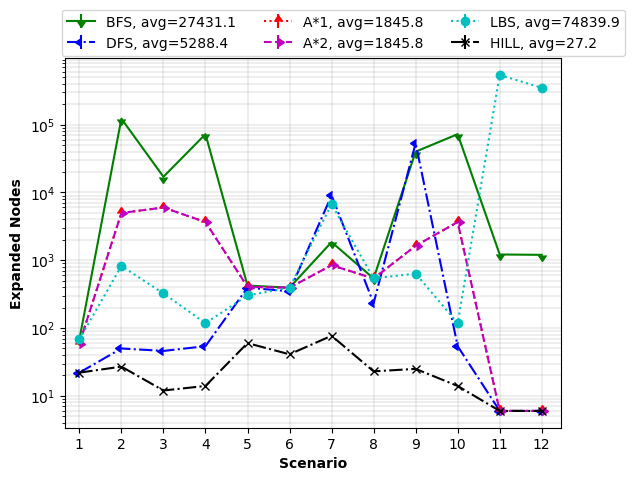 BFS, avg=27431.1 A*1, avg=1845.8 LBS, avg=74839.9
DFS, avg=5288.4 A*2, avg=1845.8 HILL, avg=27.2
10^5
10^4
10^3
10^2
10^1
Expanded Nodes
1 2 3 4 5 6 7 8 9 10 11 12
Scenario